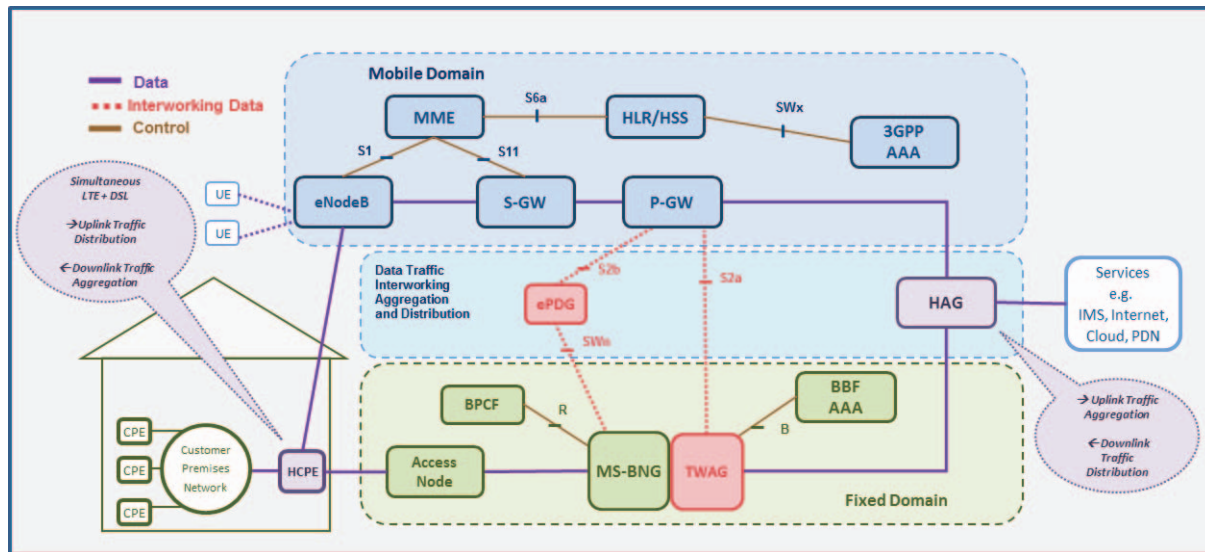 Data
Interworking Data
Control
Mobile Domain
MME
S6a
HLR/HSS
SWx
3GPP
AAA
S1
S11
Simultaneous
LTE + DSL
→Uplink Traffic
Distribution
←Downlink Traffic
Aggregation
UE
UE
eNodeB
S-GW
P-GW
Data Traffic
Interworking
Aggregation
and Distribution
S2b
S2a
ePDG
SWn
HAG
Services
e.g.
IMS, Internet,
Cloud, PDN
BPCF
R
BBF
AAA
B
→ Uplink Traffic
Aggregation
←Downlink
Traffic
Distribution
CPE
CPE
CPE
Customer
Premises
Network
HCPE
Access
Node
MS-BNG
TWAG
Fixed Domain